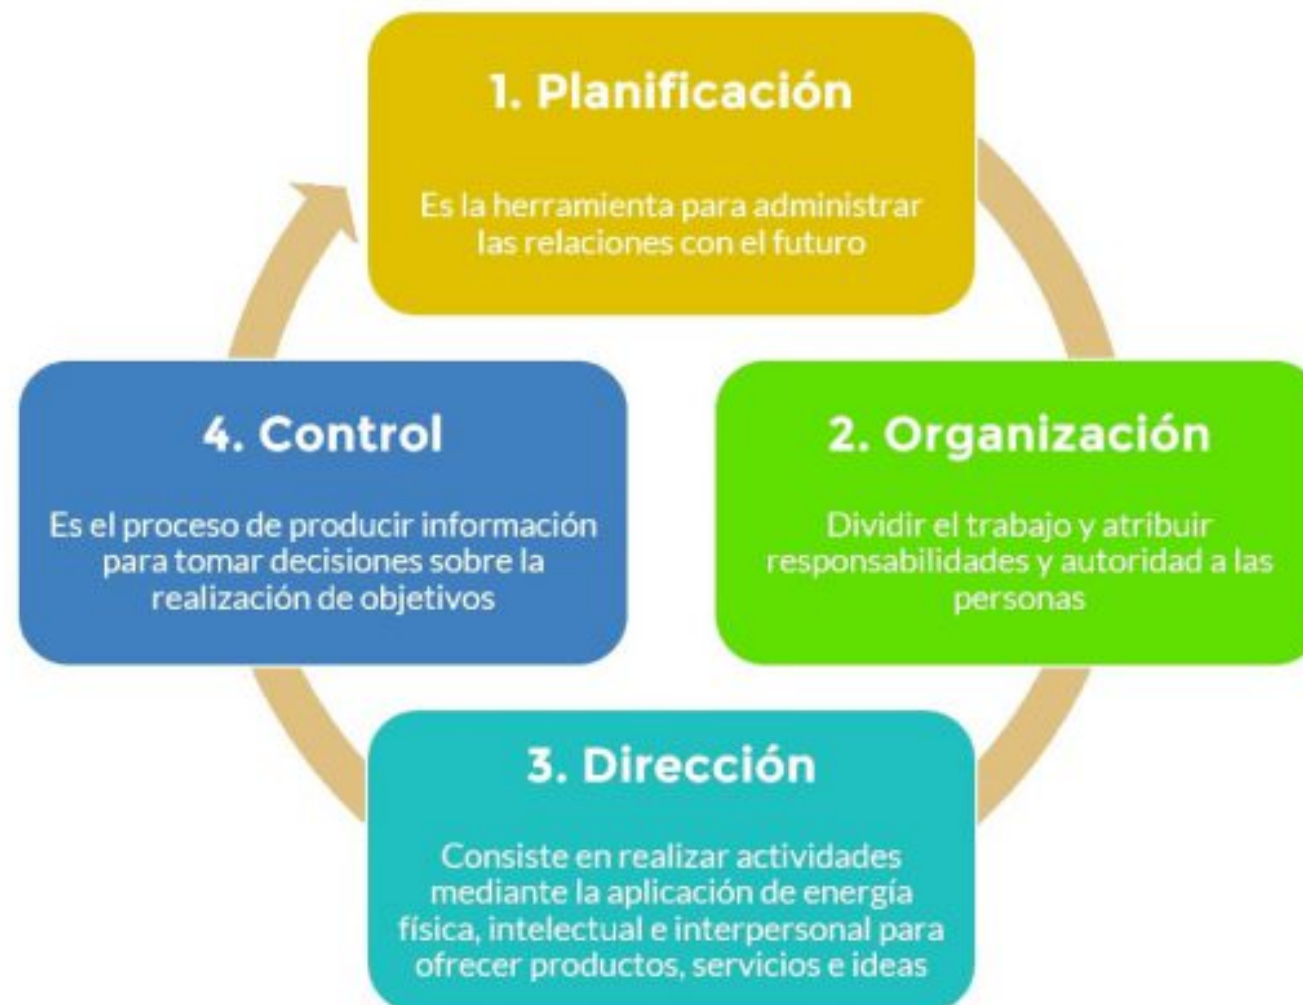 1. Planificación
Es la herramienta para administrar
las relaciones con el futuro
2. Organización
Dividir el trabajo y atribuir
responsabilidades y autoridad a las
personas
3. Dirección
Consiste en realizar actividades
mediante la aplicación de energía
física, intelectual e interpersonal para
ofrecer productos, servicios e ideas
4. Control
Es el proceso de producir información
para tomar decisiones sobre la
realización de objetivos